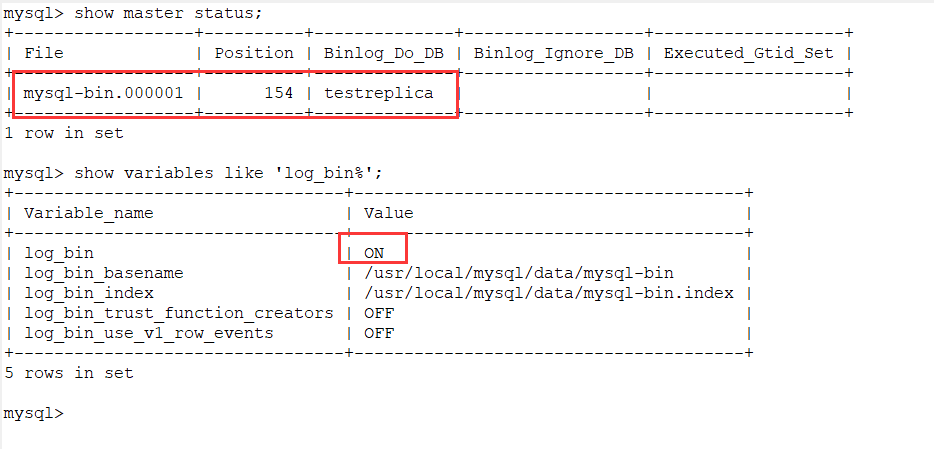 mysql> show master status;
+------------------+----------+--------------+------------------+-------------------+
| File             | Position | Binlog_Do_DB | Binlog_Ignore_DB | Executed_Gtid_Set |
+------------------+----------+--------------+------------------+-------------------+
| mysql-bin.000001 |      154 | testreplica  |                  |                   |
+------------------+----------+--------------+------------------+-------------------+
1 row in set
mysql> show variables like 'log_bin%';
+---------------------------------+---------------------------------------+
| Variable_name                   | Value                                 |
+---------------------------------+---------------------------------------+
| log_bin                         | ON                                    |
| log_bin_basename                | /usr/local/mysql/data/mysql-bin       |
| log_bin_index                   | /usr/local/mysql/data/mysql-bin.index |
| log_bin_trust_function_creators | OFF                                   |
| log_bin_use_v1_row_events       | OFF                                   |
+---------------------------------+---------------------------------------+
5 rows in set
mysql>